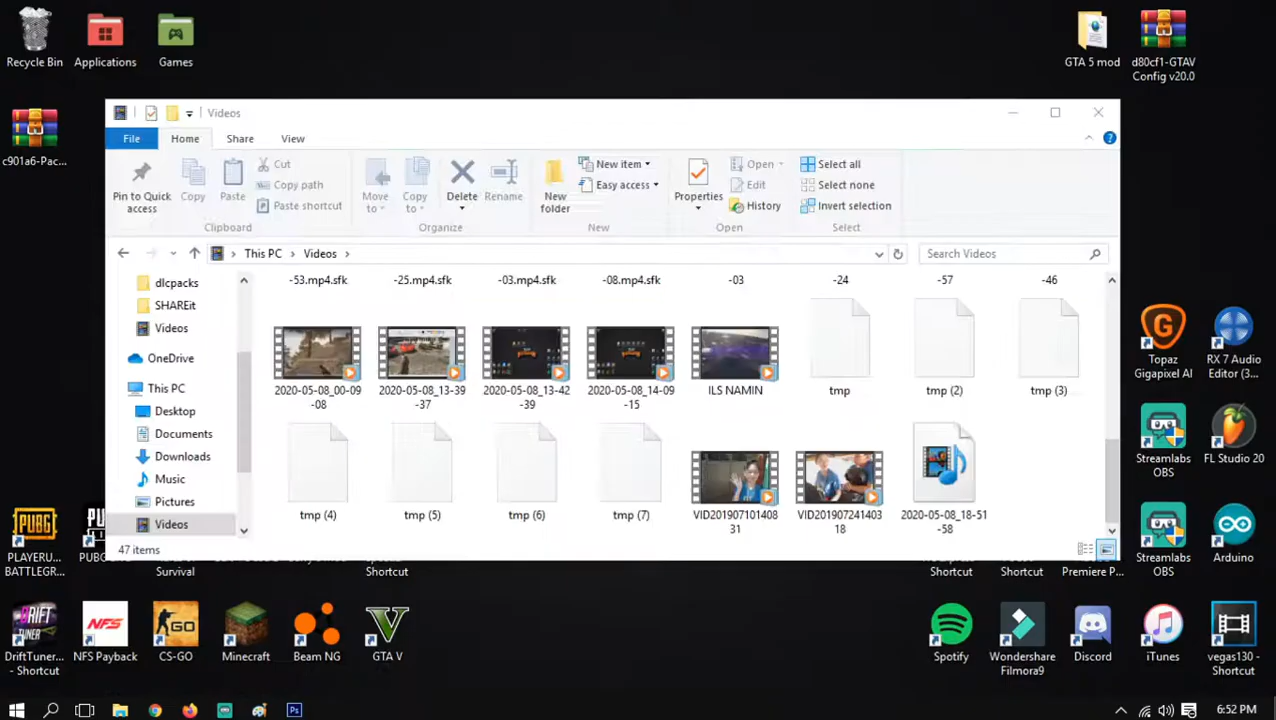 Recycle Bin
Applications
Games
GTA 5 mod
d80cf1-GTAV
Config v20.0
c901a6-Pac...
Videos
File
Home
Share
View
Pin to Quick
access
Copy
Paste
Cut
Copy path
Paste shortcut
Clipboard
Move
to
Copy
to
Delete
Rename
Organize
New
folder
New item
Easy access
New
Properties
Open
Edit
History
Open
Select all
Select none
Invert selection
Select
This PC
Videos
Search Videos
dlcpacks
SHAREit
Videos
OneDrive
This PC
Desktop
Documents
Downloads
Music
Pictures
Videos
-53.mp4.sfk
-25.mp4.sfk
-03.mp4.sfk
-08.mp4.sfk
-03
-24
-57
-46
2020-05-08_00-09
-08
2020-05-08_13-39
-37
2020-05-08_13-42
-39
2020-05-08_14-09
-15
ILS NAMIN
tmp
tmp (2)
tmp (3)
tmp (4)
tmp (5)
tmp (6)
tmp (7)
VID201907101408
31
VID201907241403
18
2020-05-08_18-51
-58
47 items
Topaz
Gigapixel AI
RX 7 Audio
Editor (3...
Streamlabs
OBS
FL Studio 20
PLAYERU...
BATTLEGR...
PUBG
Survival
Shortcut
Shortcut
Shortcut
Premiere P...
Streamlabs
OBS
Arduino
DriftTuner...
- Shortcut
NFS Payback
CS-GO
Minecraft
Beam NG
GTA V
Spotify
Wondershare
Filmora9
Discord
iTunes
vegas130 -
Shortcut
6:52 PM